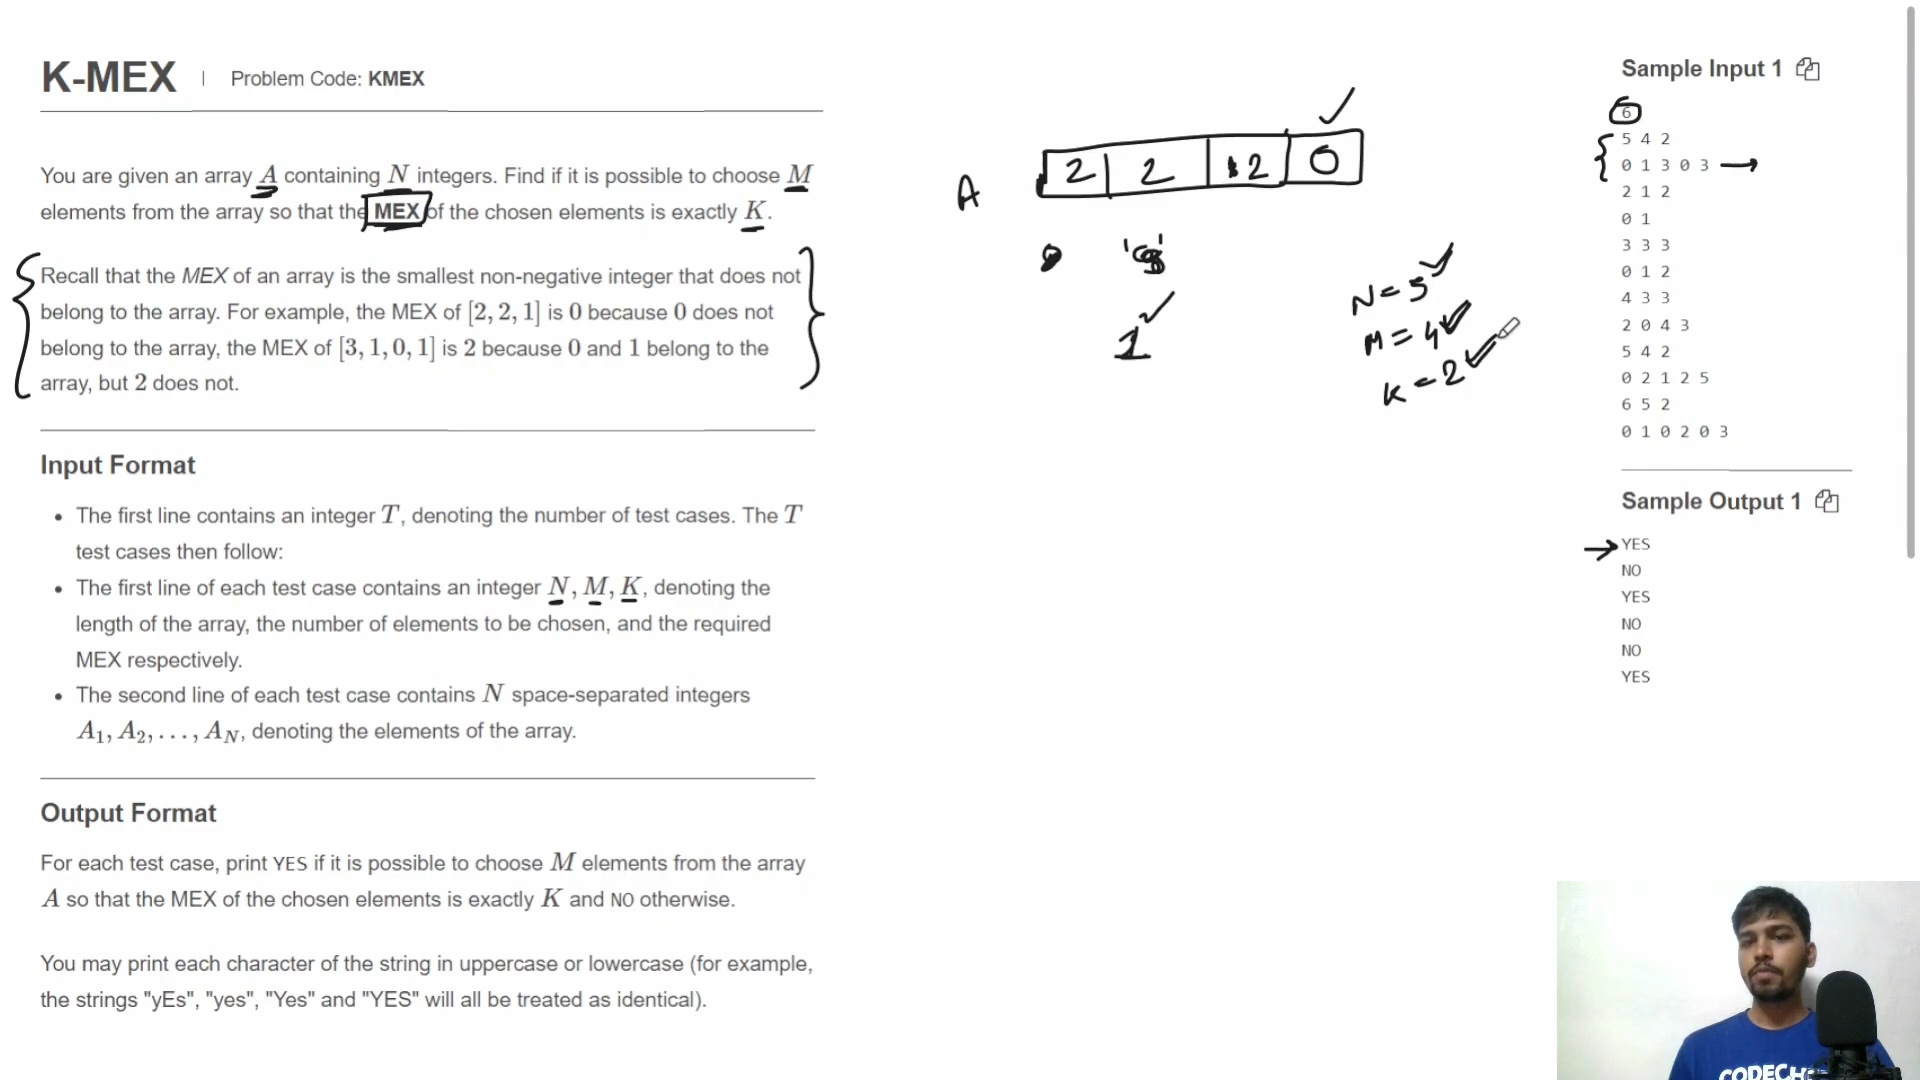 K-MEX | Problem Code: KMEX
You are given an array A containing N integers. Find if it is possible to choose M
elements from the array so that the MEX of the chosen elements is exactly K.
Recall that the MEX of an array is the smallest non-negative integer that does not
belong to the array. For example, the MEX of [2, 2, 1] is 0 because 0 does not
belong to the array, the MEX of [3, 1, 0, 1] is 2 because 0 and 1 belong to the
array, but 2 does not.
Input Format
• The first line contains an integer T, denoting the number of test cases. The T
test cases then follow:
• The first line of each test case contains an integer N, M, K, denoting the
length of the array, the number of elements to be chosen, and the required
MEX respectively.
• The second line of each test case contains N space-separated integers
A1, A2, . . . , AN, denoting the elements of the array.
Output Format
For each test case, print YES if it is possible to choose M elements from the array
A so that the MEX of the chosen elements is exactly K and NO otherwise.
You may print each character of the string in uppercase or lowercase (for example,
the strings "yEs", "yes", "Yes" and "YES" will all be treated as identical).
A
2 2 2 0
1
N = 5
M = 4
K = 2
Sample Input 1
6
5 4 2
0 1 3 0 3
2 1 2
0 1
3 3 3
0 1 2
4 3 3
2 0 4 3
5 4 2
0 2 1 2 5
6 5 2
0 1 0 2 0 3
Sample Output 1
YES
NO
YES
NO
NO
YES